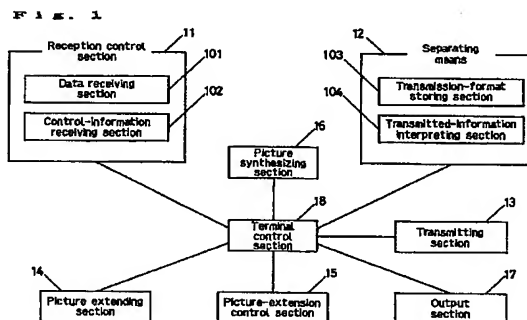 Fig. 1
11
Reception control
section
101
Data receiving
section
102
Control-information
receiving section
12
Separating
means
103
Transmission-format
storing section
104
Transmitted-information
interpreting section
16
Picture
synthesizing
section
18
Terminal
control
section
13
Transmitting
section
14
Picture extending
section
15
Picture-extension
control section
17
Output
section